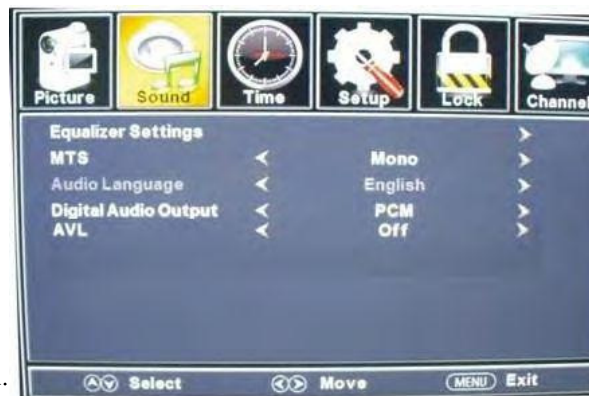 Picture Sound Time Setup Lock Channel
Equalizer Settings
MTS Mono
Audio Language English
Digital Audio Output PCM
AVL Off
Select Move MENU Exit